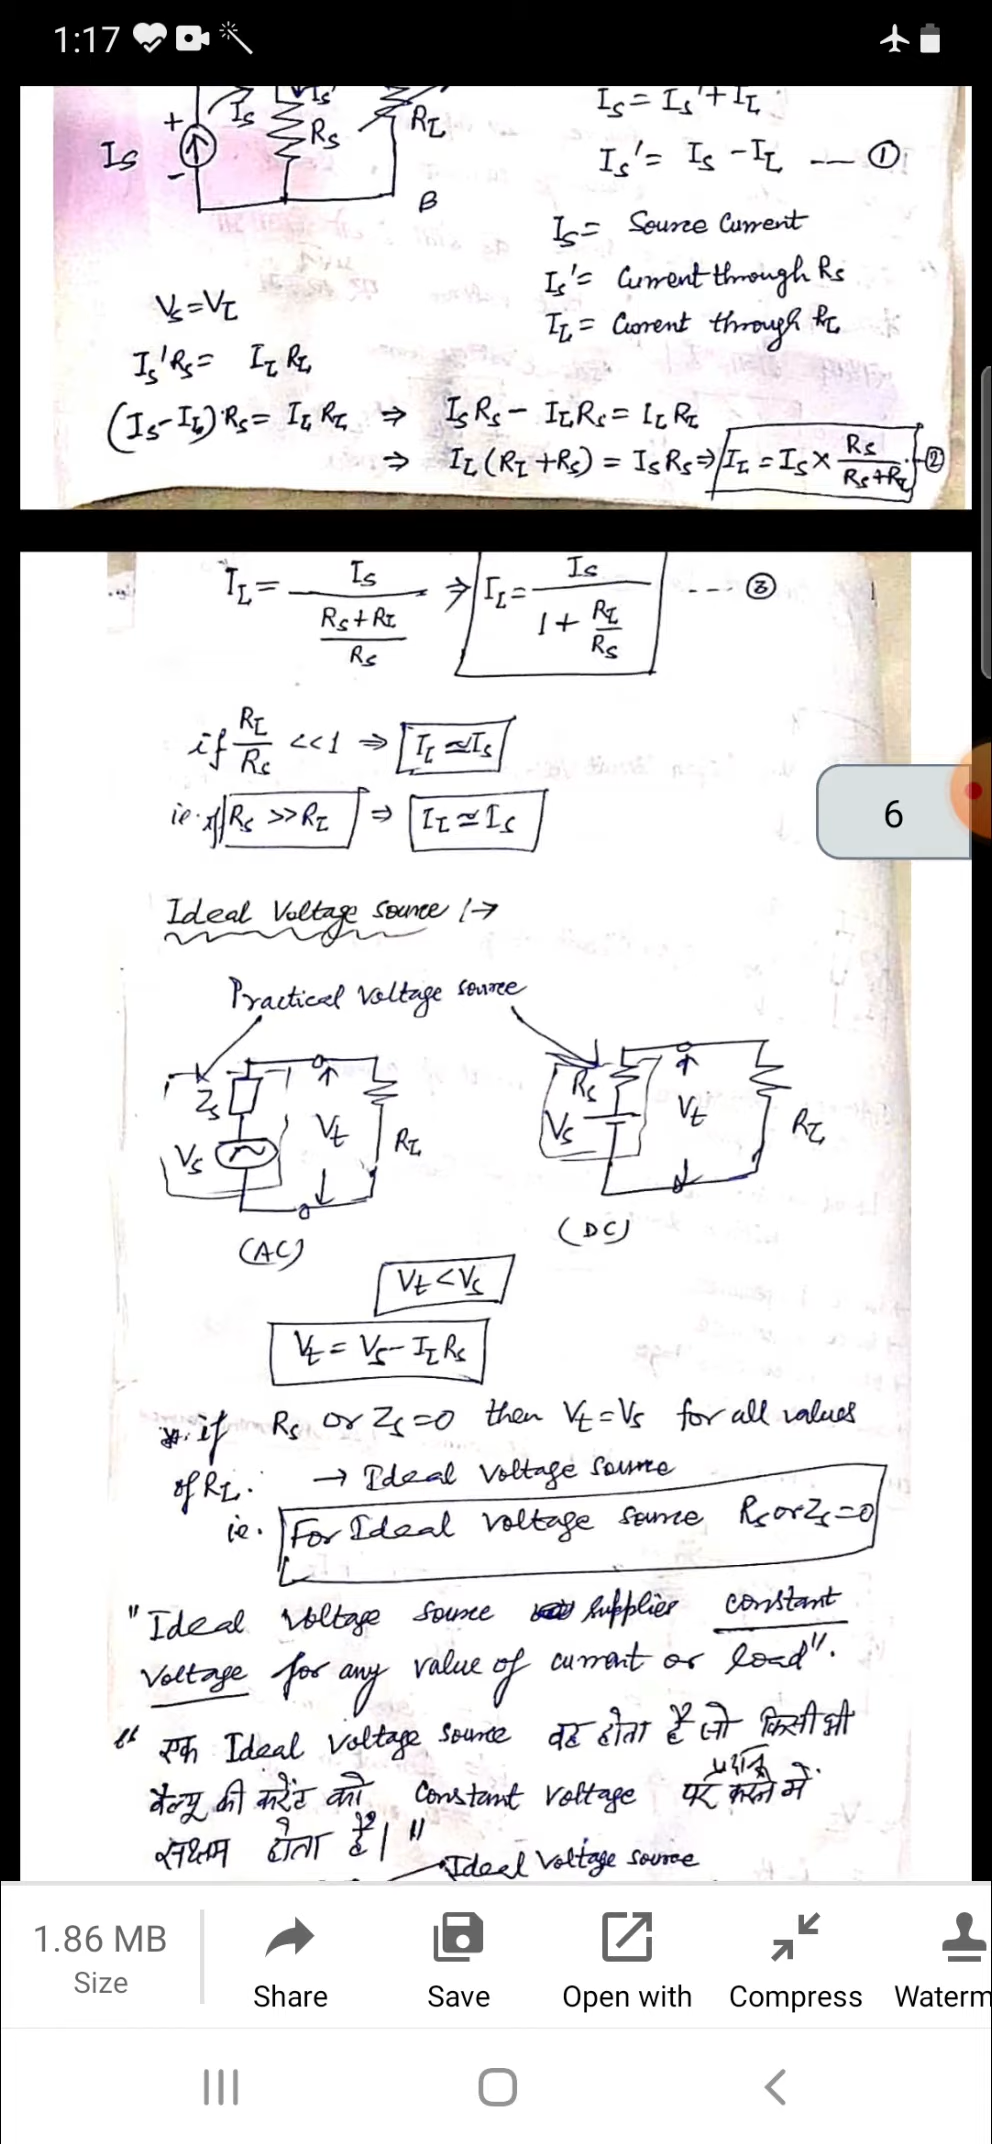 1:17
Is = Is' + IL
Is + Is Is' Rs RL
Is' = Is - IL --- ①
-
B
Is = Source Current
Is' = Current through Rs
Vs = VL
IL = Current through RL
Is' Rs = IL RL
(Is - IL) · Rs = IL RL ⇒ Is Rs - IL Rs = IL RL
⇒ IL (RL + Rs) = Is Rs ⇒ IL = Is × Rs / (Rs + RL) - ②
IL = Is / ((Rs + RL) / Rs) ⇒ IL = Is / (1 + RL / Rs) --- ③
if RL / Rs << 1 ⇒ IL ≃ Is
ie. if Rs >> RL ⇒ IL ≃ Is
6
Ideal Voltage Source :→
Practical Voltage source
Zs Vs Vt RL
Rs Vs Vt RL
(AC)
(DC)
Vt < Vs
Vt = Vs - IL Rs
* if Rs or Zs = 0 then Vt = Vs for all values
of RL. → Ideal Voltage source
ie. For Ideal Voltage source Rs or Zs = 0
"Ideal Voltage source supplies constant
Voltage for any value of current or load".
" एक Ideal Voltage source वह होता है जो किसी भी
वैल्यू की करेंट को Constant Voltage पर करने में
सक्षम होता है। "
Ideal Voltage source
1.86 MB
Size
Share
Save
Open with
Compress
Waterm